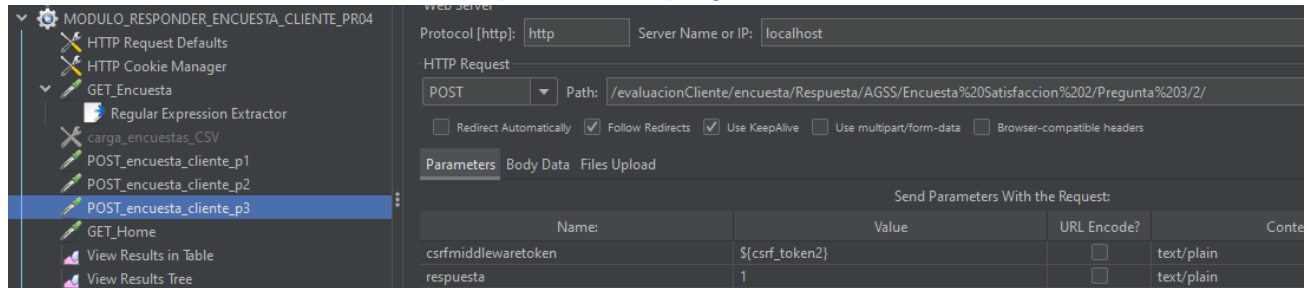 MODULO_RESPONDER_ENCUESTA_CLIENTE_PR04
HTTP Request Defaults
HTTP Cookie Manager
GET_Encuesta
Regular Expression Extractor
carga_encuestas_CSV
POST_encuesta_cliente_p1
POST_encuesta_cliente_p2
POST_encuesta_cliente_p3
GET_Home
View Results in Table
View Results Tree
Web Server
Protocol [http]: http Server Name or IP: localhost
HTTP Request
POST Path: /evaluacionCliente/encuesta/Respuesta/AGSS/Encuesta%20Satisfaccion%202/Pregunta%203/2/
Redirect Automatically Follow Redirects Use KeepAlive Use multipart/form-data Browser-compatible headers
Parameters Body Data Files Upload
Send Parameters With the Request:
Name: Value URL Encode? Conte
csrfmiddlewaretoken ${csrf_token2} text/plain
respuesta 1 text/plain